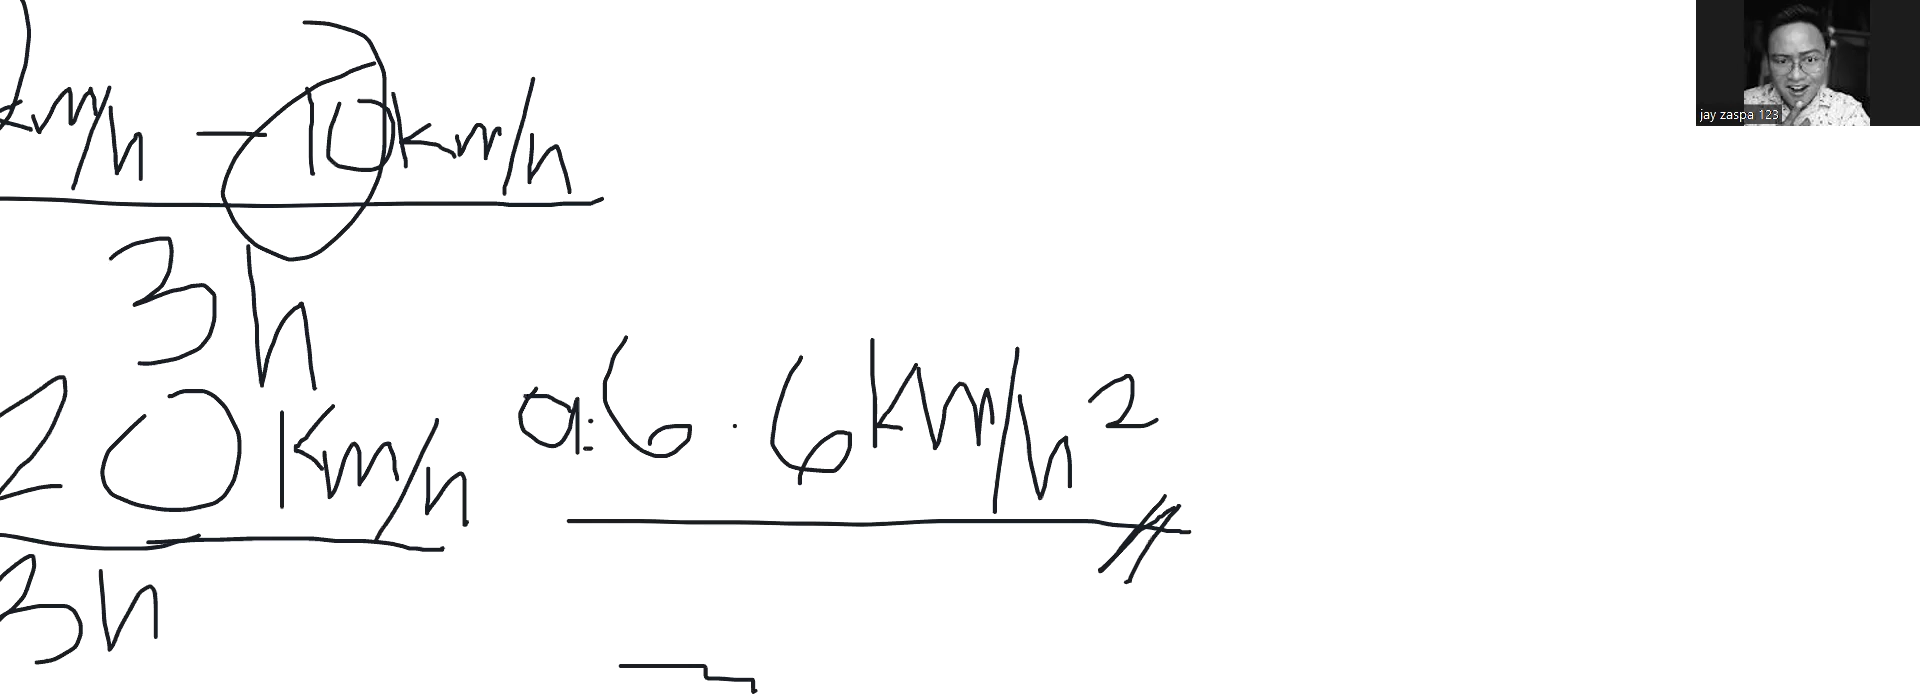 km/h - 10km/h
3h
20km/h
3h
a = 6.6km/h²
jay zaspa 123